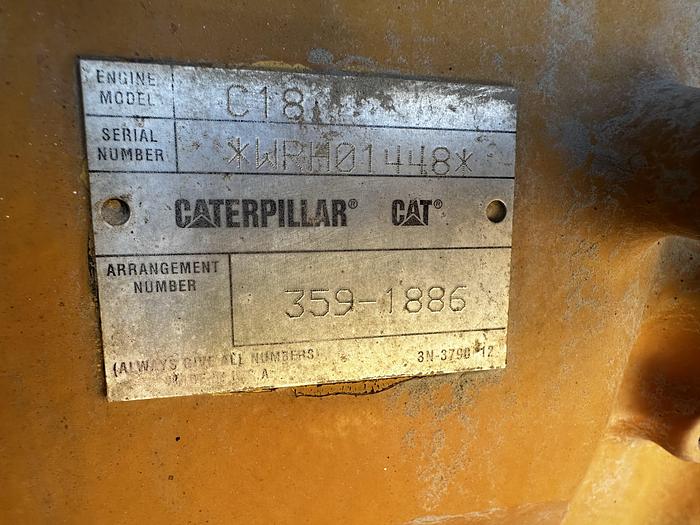 ENGINE
MODEL
C18
SERIAL
NUMBER
*WRH01448*
CATERPILLAR® CAT®
ARRANGEMENT
NUMBER
359-1886
(ALWAYS GIVE ALL NUMBERS)
3N-3790 12